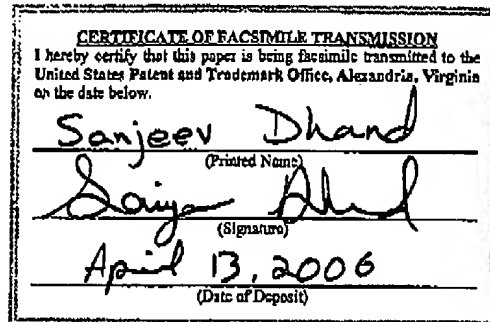 CERTIFICATE OF FACSIMILE TRANSMISSION
I hereby certify that this paper is being facsimile transmitted to the
United States Patent and Trademark Office, Alexandria, Virginia
on the date below.
Sanjeev Dhand
(Printed Name)
(Signature)
April 13, 2006
(Date of Deposit)